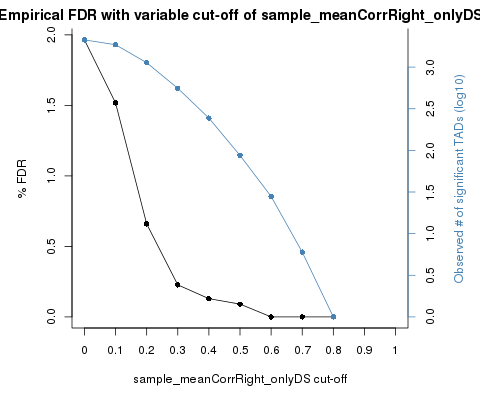 Empirical FDR with variable cut-off of sample_meanCorrRight_onlyDS
% FDR
2.0
1.5
1.0
0.5
0.0
3.0
2.5
2.0
1.5
1.0
0.5
0.0
Observed # of significant TADs (log10)
0 0.1 0.2 0.3 0.4 0.5 0.6 0.7 0.8 0.9 1
sample_meanCorrRight_onlyDS cut-off